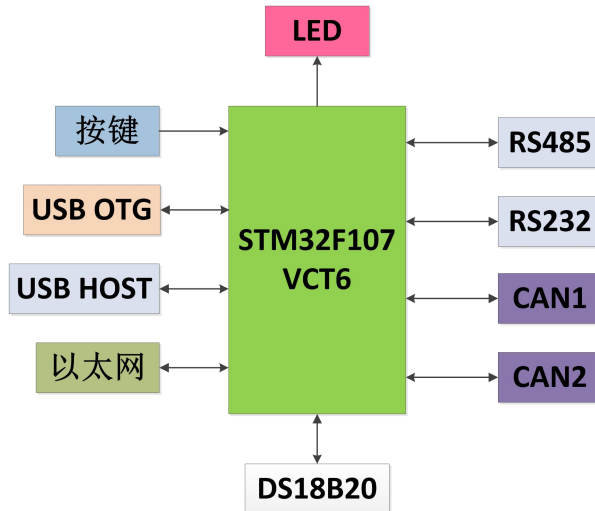 LED
按键
USB OTG
USB HOST
以太网
STM32F107
VCT6
RS485
RS232
CAN1
CAN2
DS18B20